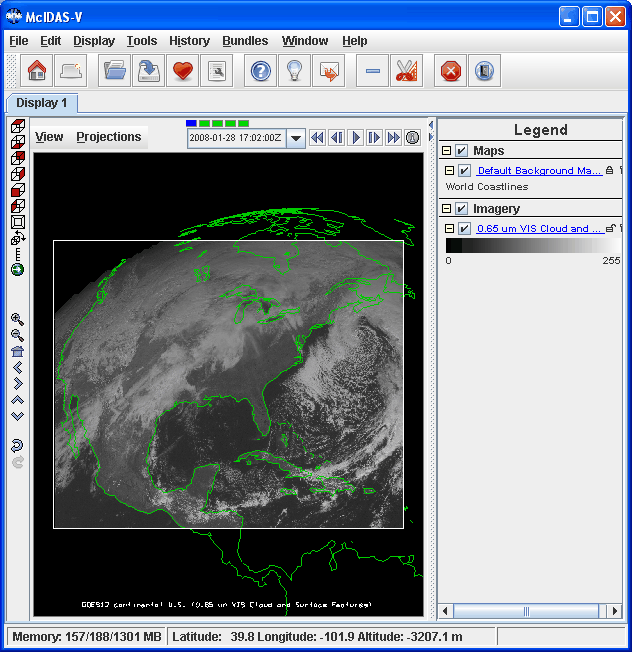 McIDAS-V
File Edit Display Tools History Bundles Window Help
Display 1
View Projections
2008-01-28 17:02:00Z
Legend
Maps
Default Background Ma...
World Coastlines
Imagery
0.65 um VIS Cloud and ...
0 255
continental U.S. (0.65 um VIS Cloud and Surface Features)
Memory: 157/188/1301 MB Latitude: 39.8 Longitude: -101.9 Altitude: -3207.1 m